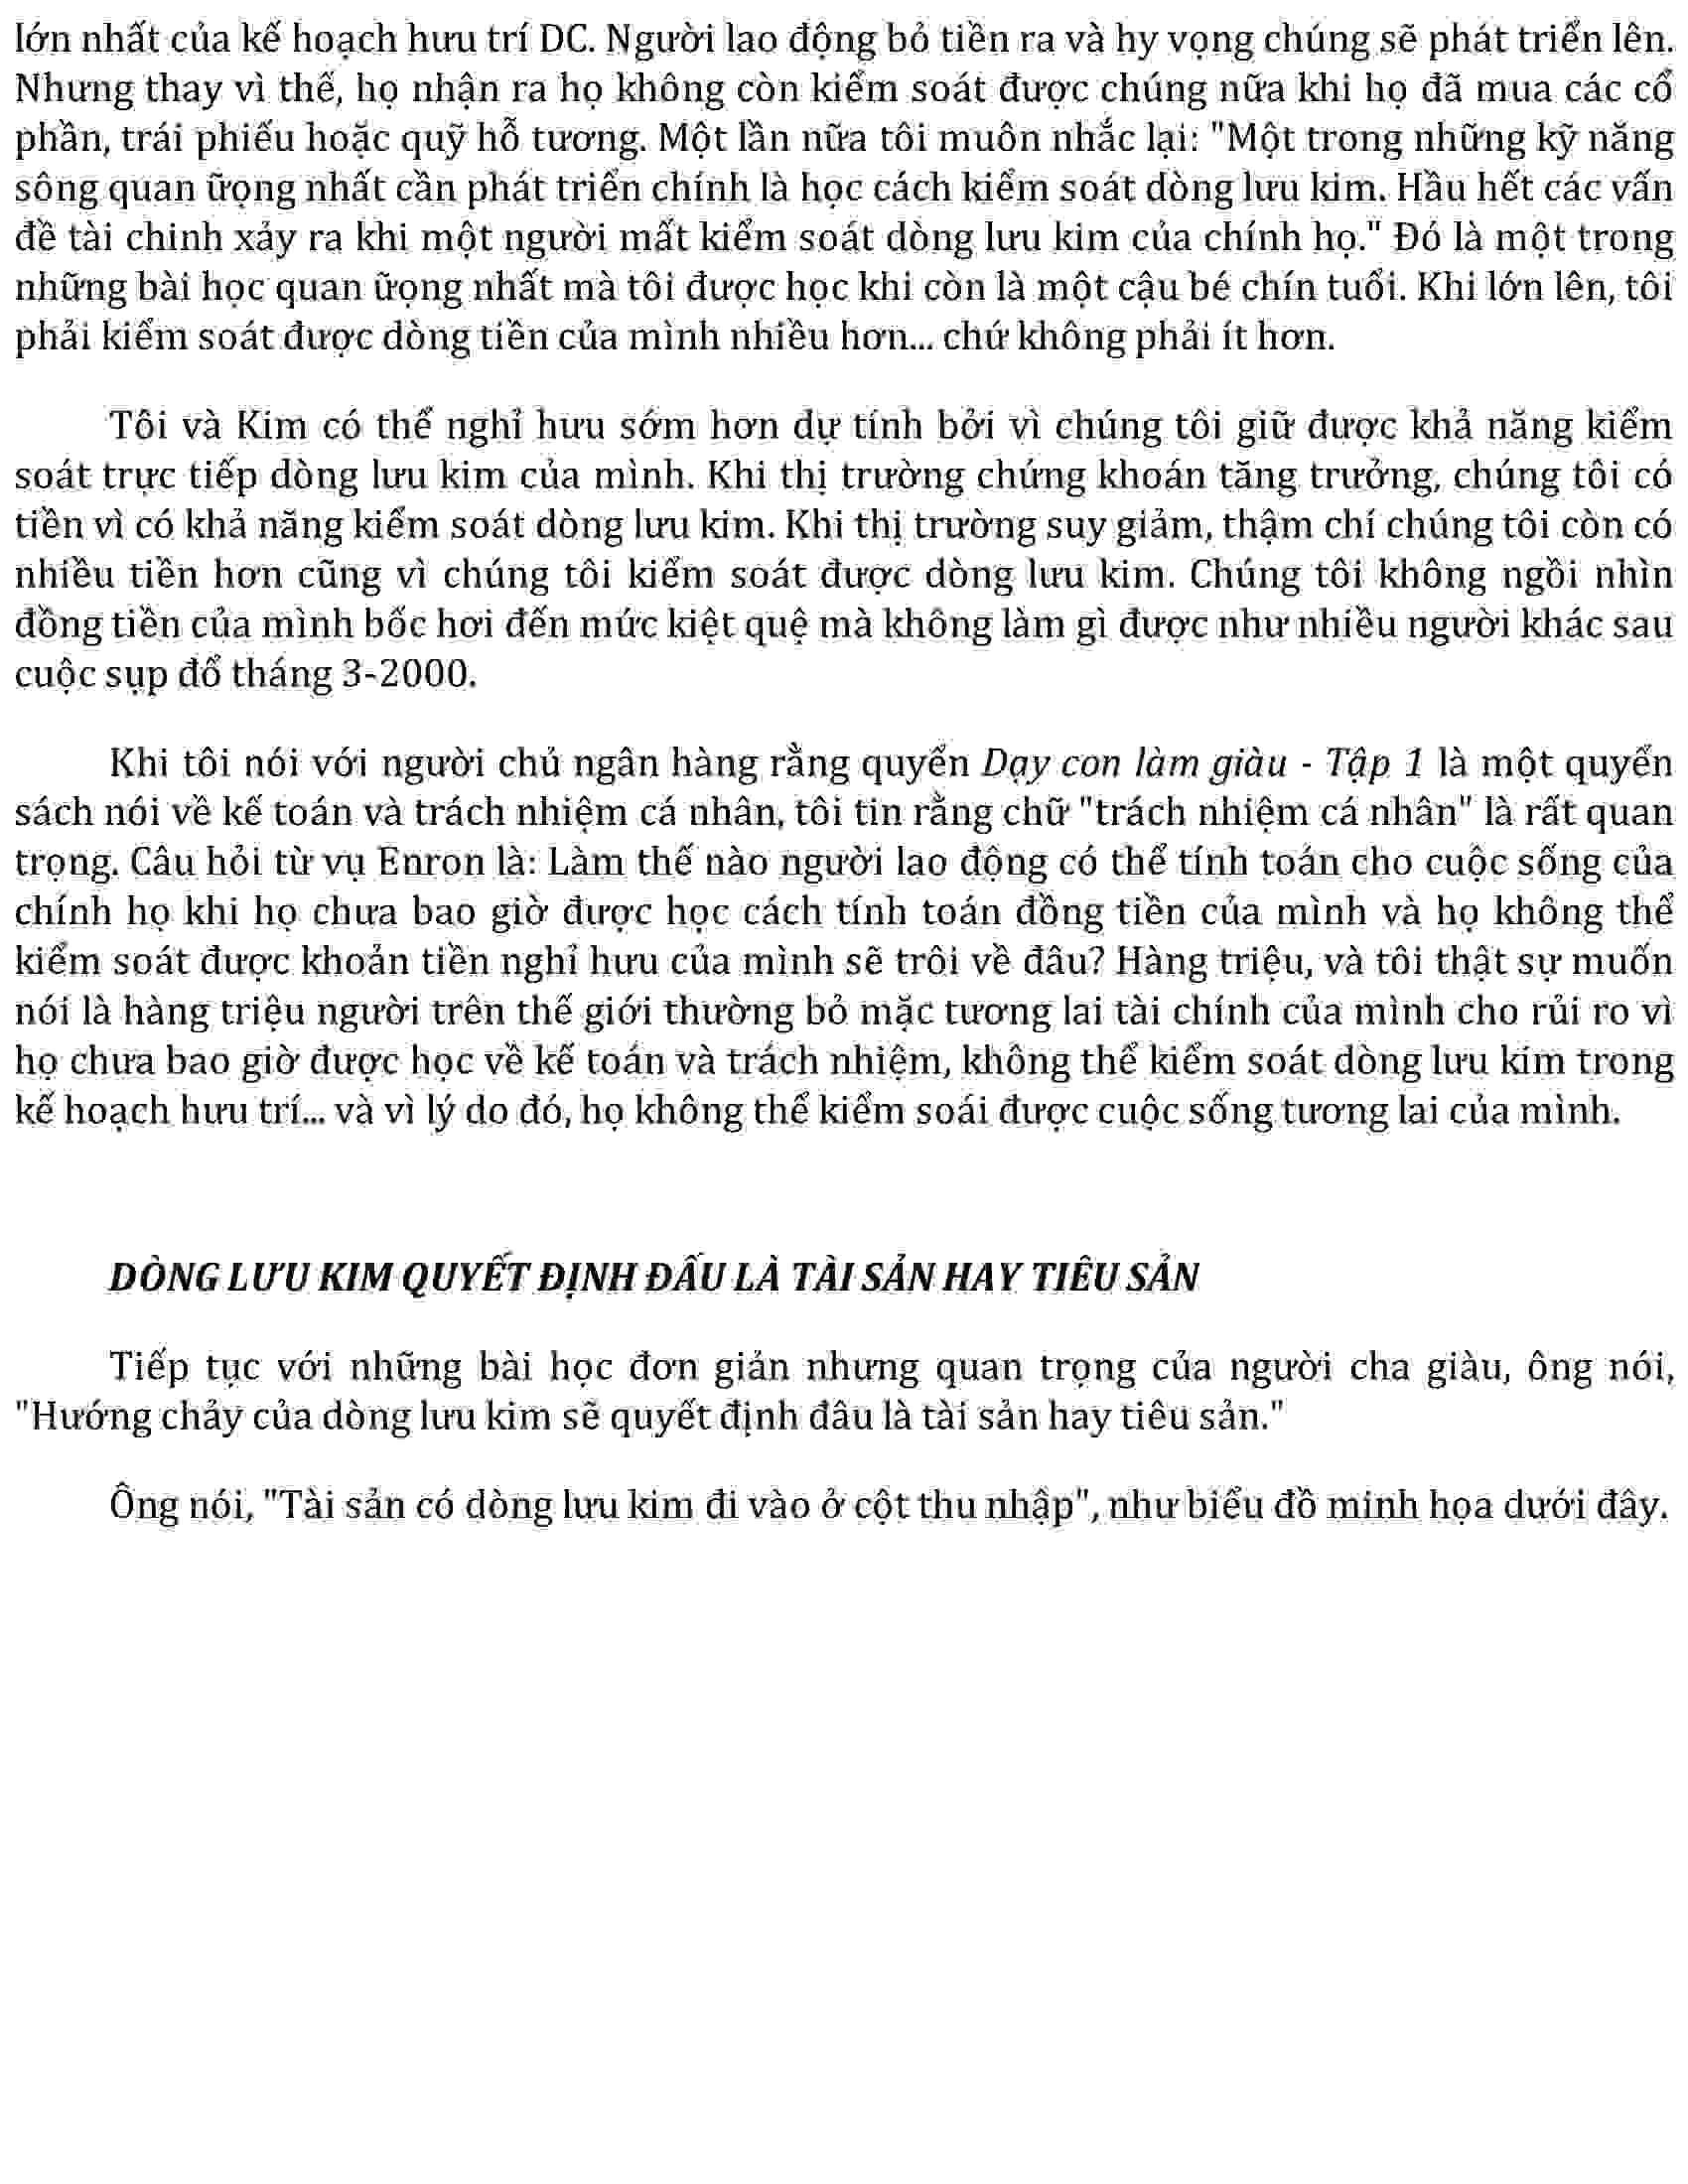 lớn nhất của kế hoạch hưu trí DC. Người lao động bỏ tiền ra và hy vọng chúng sẽ phát triển lên.
Nhưng thay vì thế, họ nhận ra họ không còn kiểm soát được chúng nữa khi họ đã mua các cổ
phần, trái phiếu hoặc quỹ hỗ tương. Một lần nữa tôi muôn nhắc lại: "Một trong những kỹ năng
sông quan ữọng nhất cần phát triển chính là học cách kiểm soát dòng lưu kim. Hầu hết các vấn
đề tài chinh xảy ra khi một người mất kiểm soát dòng lưu kim của chính họ." Đó là một trong
những bài học quan ữọng nhất mà tôi được học khi còn là một cậu bé chín tuổi. Khi lớn lên, tôi
phải kiểm soát được dòng tiền của mình nhiều hơn... chứ không phải ít hơn.
Tôi và Kim có thể nghỉ hưu sớm hơn dự tính bởi vì chúng tôi giữ được khả năng kiểm
soát trực tiếp dòng lưu kim của mình. Khi thị trường chứng khoán tăng trưởng, chúng tôi có
tiền vì có khả năng kiểm soát dòng lưu kim. Khi thị trường suy giảm, thậm chí chúng tôi còn có
nhiều tiền hơn cũng vì chúng tôi kiểm soát được dòng lưu kim. Chúng tôi không ngồi nhìn
đồng tiền của mình bốc hơi đến mức kiệt quệ mà không làm gì được như nhiều người khác sau
cuộc sụp đổ tháng 3-2000.
Khi tôi nói với người chủ ngân hàng rằng quyển Dạy con làm giàu - Tập 1 là một quyển
sách nói về kế toán và trách nhiệm cá nhân, tôi tin rằng chữ "trách nhiệm cá nhân" là rất quan
trọng. Câu hỏi từ vụ Enron là: Làm thế nào người lao động có thể tính toán cho cuộc sống của
chính họ khi họ chưa bao giờ được học cách tính toán đồng tiền của mình và họ không thể
kiểm soát được khoản tiền nghỉ hưu của mình sẽ trôi về đâu? Hàng triệu, và tôi thật sự muốn
nói là hàng triệu người trên thế giới thường bỏ mặc tương lai tài chính của mình cho rủi ro vì
họ chưa bao giờ được học về kế toán và trách nhiệm, không thể kiểm soát dòng lưu kim trong
kế hoạch hưu trí... và vì lý do đó, họ không thể kiểm soái được cuộc sống tương lai của mình.
DÒNG LƯU KIM QUYẾT ĐỊNH ĐẤU LÀ TÀI SẢN HAY TIÊU SẢN
Tiếp tục với những bài học đơn giản nhưng quan trọng của người cha giàu, ông nói,
"Hướng chảy của dòng lưu kim sẽ quyết định đâu là tài sản hay tiêu sản."
Ông nói, "Tài sản có dòng lưu kim đi vào ở cột thu nhập", như biểu đồ minh họa dưới đây.